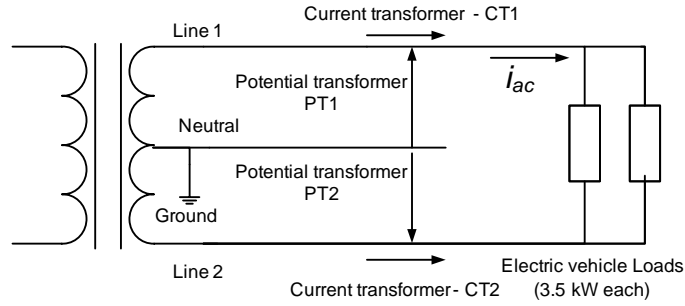 Line 1
Current transformer - CT1
Potential transformer
PT1
i_ac
Neutral
Potential transformer
PT2
Ground
Line 2
Current transformer- CT2
Electric vehicle Loads
(3.5 kW each)